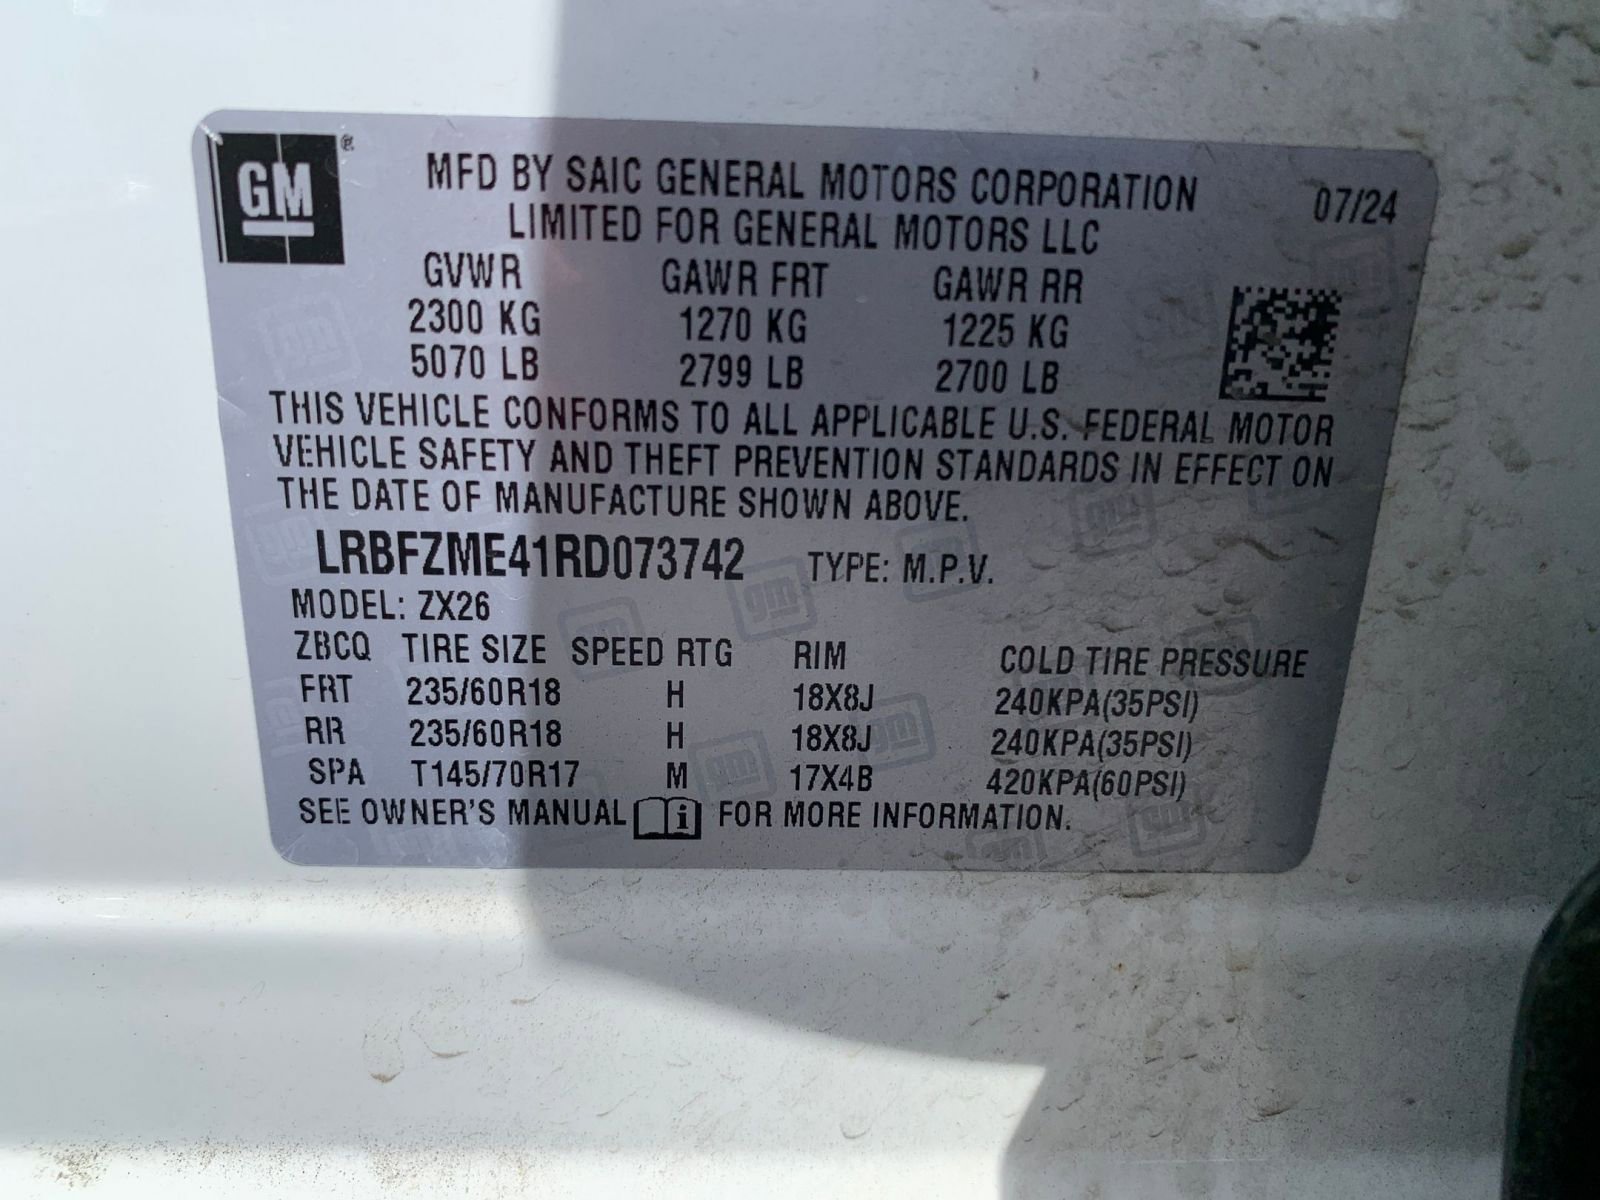 GM
MFD BY SAIC GENERAL MOTORS CORPORATION 07/24
LIMITED FOR GENERAL MOTORS LLC
GVWR GAWR FRT GAWR RR
2300 KG 1270 KG 1225 KG
5070 LB 2799 LB 2700 LB
THIS VEHICLE CONFORMS TO ALL APPLICABLE U.S. FEDERAL MOTOR
VEHICLE SAFETY AND THEFT PREVENTION STANDARDS IN EFFECT ON
THE DATE OF MANUFACTURE SHOWN ABOVE.
LRBFZME41RD073742 TYPE: M.P.V.
MODEL: ZX26
ZBCQ TIRE SIZE SPEED RTG RIM COLD TIRE PRESSURE
FRT 235/60R18 H 18X8J 240KPA(35PSI)
RR 235/60R18 H 18X8J 240KPA(35PSI)
SPA T145/70R17 M 17X4B 420KPA(60PSI)
SEE OWNER'S MANUAL i FOR MORE INFORMATION.